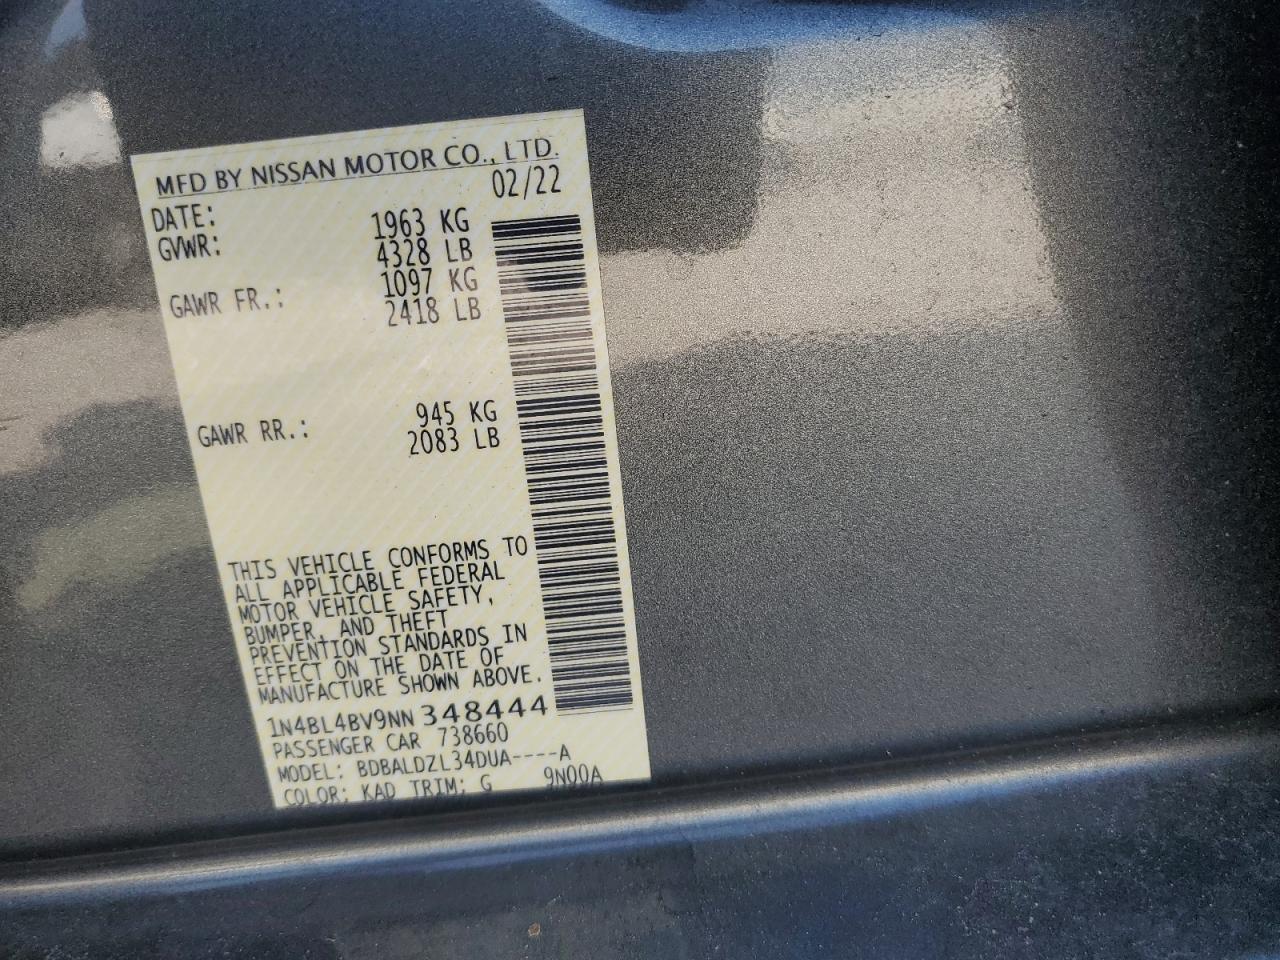 MFD BY NISSAN MOTOR CO., LTD.
DATE: 02/22
GVWR: 1963 KG
4328 LB
GAWR FR.: 1097 KG
2418 LB
GAWR RR.: 945 KG
2083 LB
THIS VEHICLE CONFORMS TO
ALL APPLICABLE FEDERAL
MOTOR VEHICLE SAFETY,
BUMPER, AND THEFT
PREVENTION STANDARDS IN
EFFECT ON THE DATE OF
MANUFACTURE SHOWN ABOVE.
1N4BL4BV9NN348444
PASSENGER CAR 738660
MODEL: BDBALDZL34DUA----A
COLOR: KAD TRIM: G 9N00A